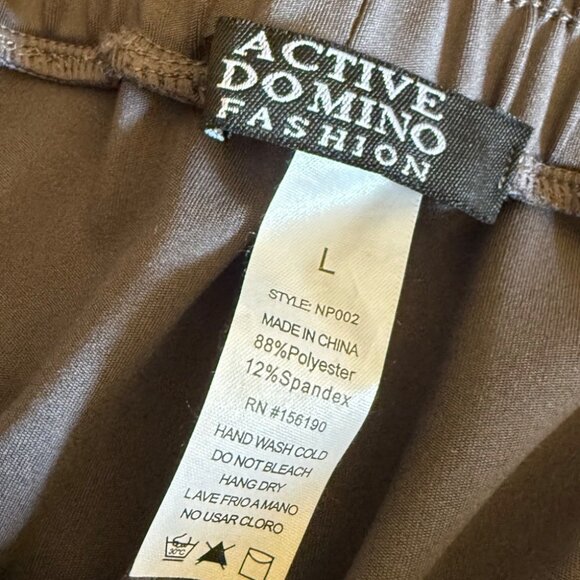 ACTIVE
DOMINO
FASHION
L
STYLE: NP002
MADE IN CHINA
88%Polyester
12%Spandex
RN #156190
HAND WASH COLD
DO NOT BLEACH
HANG DRY
LAVE FRIO A MANO
NO USAR CLORO
30°C